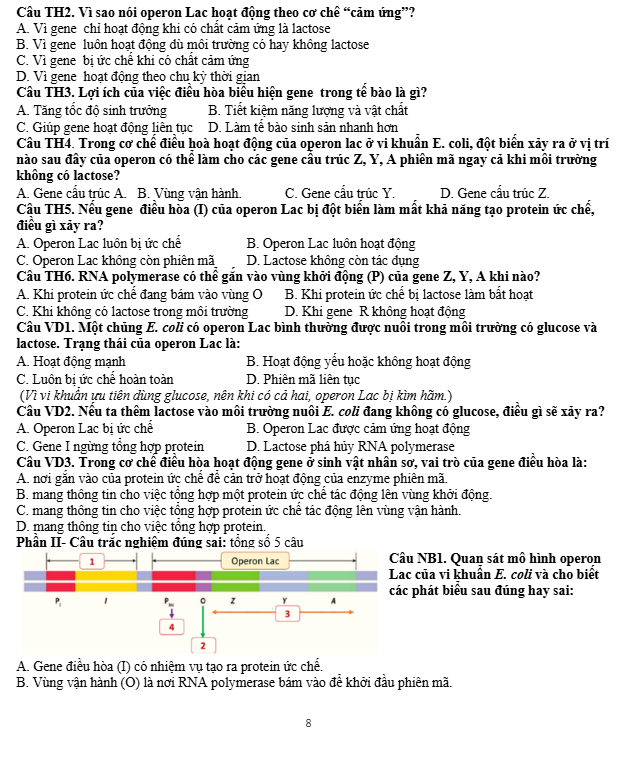 Câu TH2. Vì sao nói operon Lac hoạt động theo cơ chế “cảm ứng”?
A. Vì gene chỉ hoạt động khi có chất cảm ứng là lactose
B. Vì gene luôn hoạt động dù môi trường có hay không lactose
C. Vì gene bị ức chế khi có chất cảm ứng
D. Vì gene hoạt động theo chu kỳ thời gian
Câu TH3. Lợi ích của việc điều hòa biểu hiện gene trong tế bào là gì?
A. Tăng tốc độ sinh trưởng B. Tiết kiệm năng lượng và vật chất
C. Giúp gene hoạt động liên tục D. Làm tế bào sinh sản nhanh hơn
Câu TH4. Trong cơ chế điều hoà hoạt động của operon lac ở vi khuẩn E. coli, đột biến xảy ra ở vị trí
nào sau đây của operon có thể làm cho các gene cấu trúc Z, Y, A phiên mã ngay cả khi môi trường
không có lactose?
A. Gene cấu trúc A. B. Vùng vận hành. C. Gene cấu trúc Y. D. Gene cấu trúc Z.
Câu TH5. Nếu gene điều hòa (I) của operon Lac bị đột biến làm mất khả năng tạo protein ức chế,
điều gì xảy ra?
A. Operon Lac luôn bị ức chế B. Operon Lac luôn hoạt động
C. Operon Lac không còn phiên mã D. Lactose không còn tác dụng
Câu TH6. RNA polymerase có thể gắn vào vùng khởi động (P) của gene Z, Y, A khi nào?
A. Khi protein ức chế đang bám vào vùng O B. Khi protein ức chế bị lactose làm bất hoạt
C. Khi không có lactose trong môi trường D. Khi gene R không hoạt động
Câu VD1. Một chủng E. coli có operon Lac bình thường được nuôi trong môi trường có glucose và
lactose. Trạng thái của operon Lac là:
A. Hoạt động mạnh B. Hoạt động yếu hoặc không hoạt động
C. Luôn bị ức chế hoàn toàn D. Phiên mã liên tục
(Vì vi khuẩn ưu tiên dùng glucose, nên khi có cả hai, operon Lac bị kìm hãm.)
Câu VD2. Nếu ta thêm lactose vào môi trường nuôi E. coli đang không có glucose, điều gì sẽ xảy ra?
A. Operon Lac bị ức chế B. Operon Lac được cảm ứng hoạt động
C. Gene I ngừng tổng hợp protein D. Lactose phá hủy RNA polymerase
Câu VD3. Trong cơ chế điều hòa hoạt động gene ở sinh vật nhân sơ, vai trò của gene điều hòa là:
A. nơi gắn vào của protein ức chế để cản trở hoạt động của enzyme phiên mã.
B. mang thông tin cho việc tổng hợp một protein ức chế tác động lên vùng khởi động.
C. mang thông tin cho việc tổng hợp protein ức chế tác động lên vùng vận hành.
D. mang thông tin cho việc tổng hợp protein.
Phần II- Câu trắc nghiệm đúng sai: tổng số 5 câu
1 Operon Lac
P I P O Z Y A
4 3
2
Câu NB1. Quan sát mô hình operon
Lac của vi khuẩn E. coli và cho biết
các phát biểu sau đúng hay sai:
A. Gene điều hòa (I) có nhiệm vụ tạo ra protein ức chế.
B. Vùng vận hành (O) là nơi RNA polymerase bám vào để khởi đầu phiên mã.
8